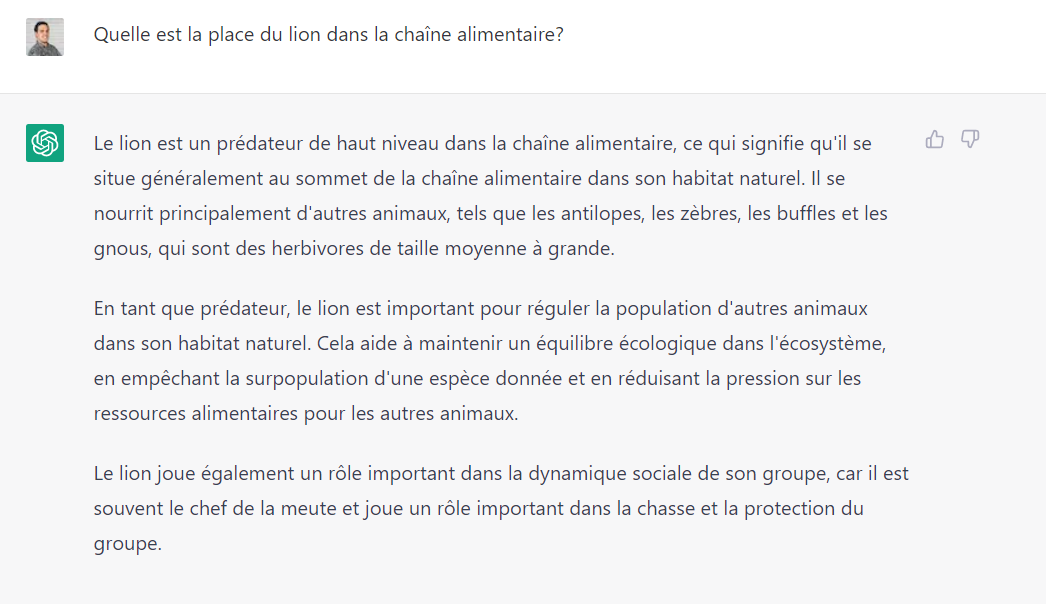 Quelle est la place du lion dans la chaîne alimentaire?
Le lion est un prédateur de haut niveau dans la chaîne alimentaire, ce qui signifie qu'il se
situe généralement au sommet de la chaîne alimentaire dans son habitat naturel. Il se
nourrit principalement d'autres animaux, tels que les antilopes, les zèbres, les buffles et les
gnous, qui sont des herbivores de taille moyenne à grande.
En tant que prédateur, le lion est important pour réguler la population d'autres animaux
dans son habitat naturel. Cela aide à maintenir un équilibre écologique dans l'écosystème,
en empêchant la surpopulation d'une espèce donnée et en réduisant la pression sur les
ressources alimentaires pour les autres animaux.
Le lion joue également un rôle important dans la dynamique sociale de son groupe, car il est
souvent le chef de la meute et joue un rôle important dans la chasse et la protection du
groupe.